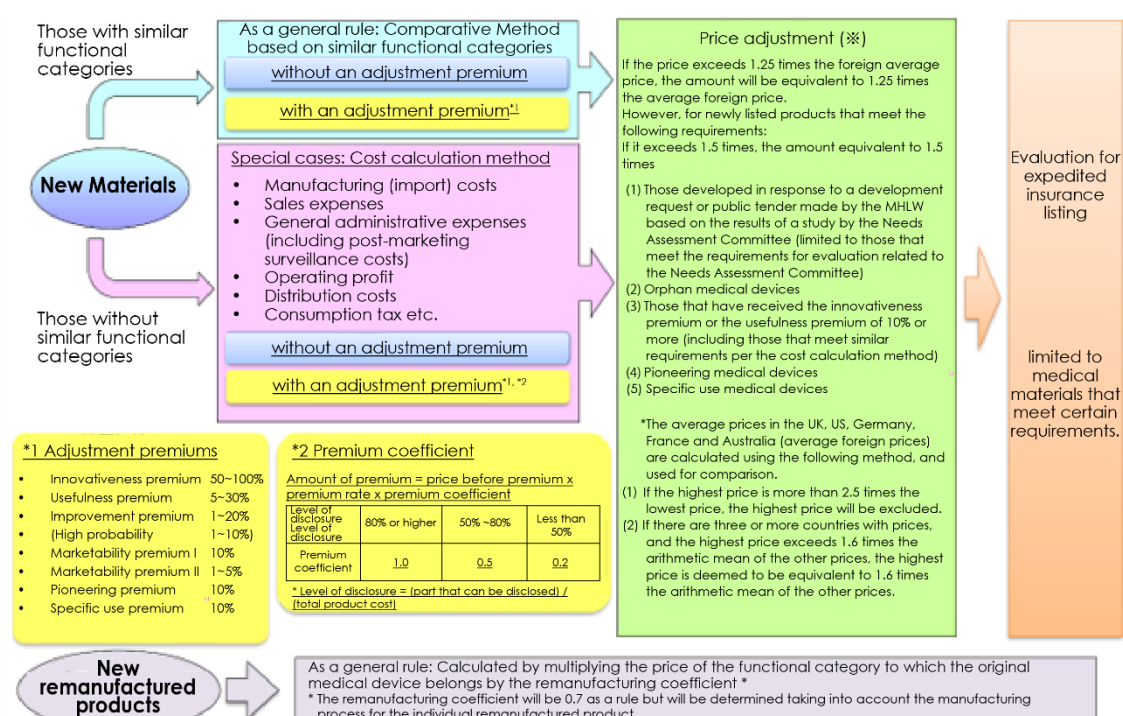 Those with similar
functional
categories
As a general rule: Comparative Method
based on similar functional categories
without an adjustment premium
with an adjustment premium*1
New Materials
Special cases: Cost calculation method
• Manufacturing (import) costs
• Sales expenses
• General administrative expenses
(including post-marketing
surveillance costs)
• Operating profit
• Distribution costs
• Consumption tax etc.
without an adjustment premium
with an adjustment premium*1, *2
Those without
similar functional
categories
Price adjustment (※)
If the price exceeds 1.25 times the foreign average
price, the amount will be equivalent to 1.25 times
the average foreign price.
However, for newly listed products that meet the
following requirements:
If it exceeds 1.5 times, the amount equivalent to 1.5
times
(1) Those developed in response to a development
request or public tender made by the MHLW
based on the results of a study by the Needs
Assessment Committee (limited to those that
meet the requirements for evaluation related to
the Needs Assessment Committee)
(2) Orphan medical devices
(3) Those that have received the innovativeness
premium or the usefulness premium of 10% or
more (including those that meet similar
requirements per the cost calculation method)
(4) Pioneering medical devices
(5) Specific use medical devices
*The average prices in the UK, US, Germany,
France and Australia (average foreign prices)
are calculated using the following method, and
used for comparison.
(1) If the highest price is more than 2.5 times the
lowest price, the highest price will be excluded.
(2) If there are three or more countries with prices,
and the highest price exceeds 1.6 times the
arithmetic mean of the other prices, the highest
price is deemed to be equivalent to 1.6 times
the arithmetic mean of the other prices.
Evaluation for
expedited
insurance
listing
limited to
medical
materials that
meet certain
requirements.
*1 Adjustment premiums
• Innovativeness premium 50~100%
• Usefulness premium 5~30%
• Improvement premium 1~20%
• (High probability 1~10%)
• Marketability premium I 10%
• Marketability premium II 1~5%
• Pioneering premium 10%
• Specific use premium 10%
*2 Premium coefficient
Amount of premium = price before premium x
premium rate x premium coefficient
Level of
disclosure
Level of
disclosure
80% or higher
50% ~80%
Less than
50%
Premium
coefficient
1.0
0.5
0.2
* Level of disclosure = (part that can be disclosed) /
(total product cost)
New
remanufactured
products
As a general rule: Calculated by multiplying the price of the functional category to which the original
medical device belongs by the remanufacturing coefficient *
* The remanufacturing coefficient will be 0.7 as a rule but will be determined taking into account the manufacturing
process for the individual remanufactured product